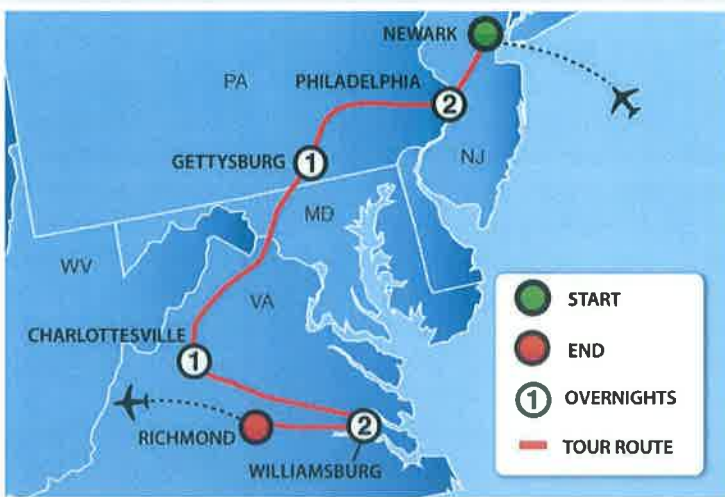 NEWARK
PA
PHILADELPHIA
2
NJ
GETTYSBURG
1
MD
WV
VA
CHARLOTTESVILLE
1
RICHMOND
2
WILLIAMSBURG
START
END
1 OVERNIGHTS
TOUR ROUTE